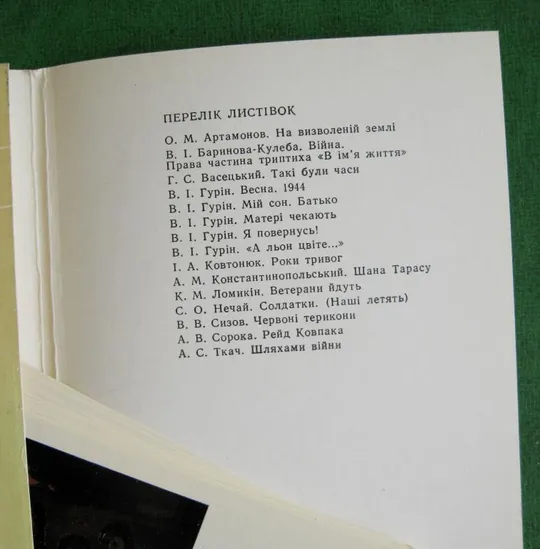 ПЕРЕЛІК ЛИСТІВОК
О. М. Артамонов. На визволеній землі
В. І. Баринова-Кулеба. Війна.
Права частина триптиха «В ім’я життя»
Г. С. Васецький. Такі були часи
В. І. Гурін. Весна. 1944
В. І. Гурін. Мій сон. Батько
В. І. Гурін. Матері чекають
В. І. Гурін. Я повернусь!
В. І. Гурін. «А льон цвіте...»
І. А. Ковтонюк. Роки тривог
А. М. Константинопольський. Шана Тарасу
К. М. Ломикін. Ветерани йдуть
С. О. Нечай. Солдатки. (Наші летять)
В. В. Сизов. Червоні терикони
А. В. Сорока. Рейд Ковпака
А. С. Ткач. Шляхами війни